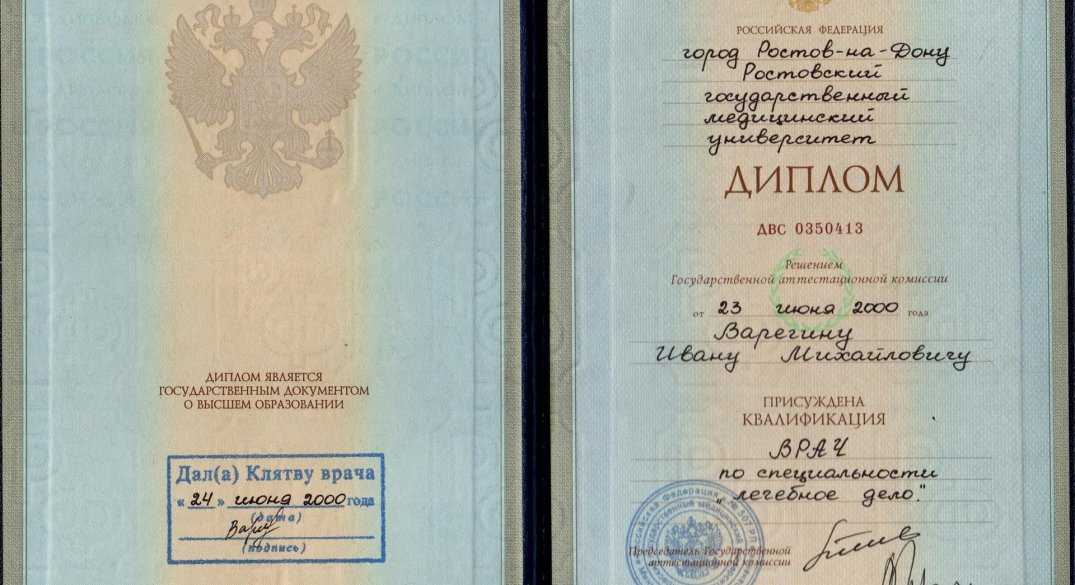 ДИПЛОМ ЯВЛЯЕТСЯ
ГОСУДАРСТВЕННЫМ ДОКУМЕНТОМ
О ВЫСШЕМ ОБРАЗОВАНИИ
Дал(а) Клятву врача
« 24 » июня 2000 года
(дата)
(подпись)
РОССИЙСКАЯ ФЕДЕРАЦИЯ
город Ростов-на-Дону
Ростовский
государственный
медицинский
университет
ДИПЛОМ
ДВС 0350413
Решением
Государственной аттестационной комиссии
от 23 июня 2000 года
Варегину
Ивану Михайловичу
ПРИСУЖДЕНА
КВАЛИФИКАЦИЯ
ВРАЧ
по специальности
„лечебное дело."
Председатель Государственной
аттестационной комиссии